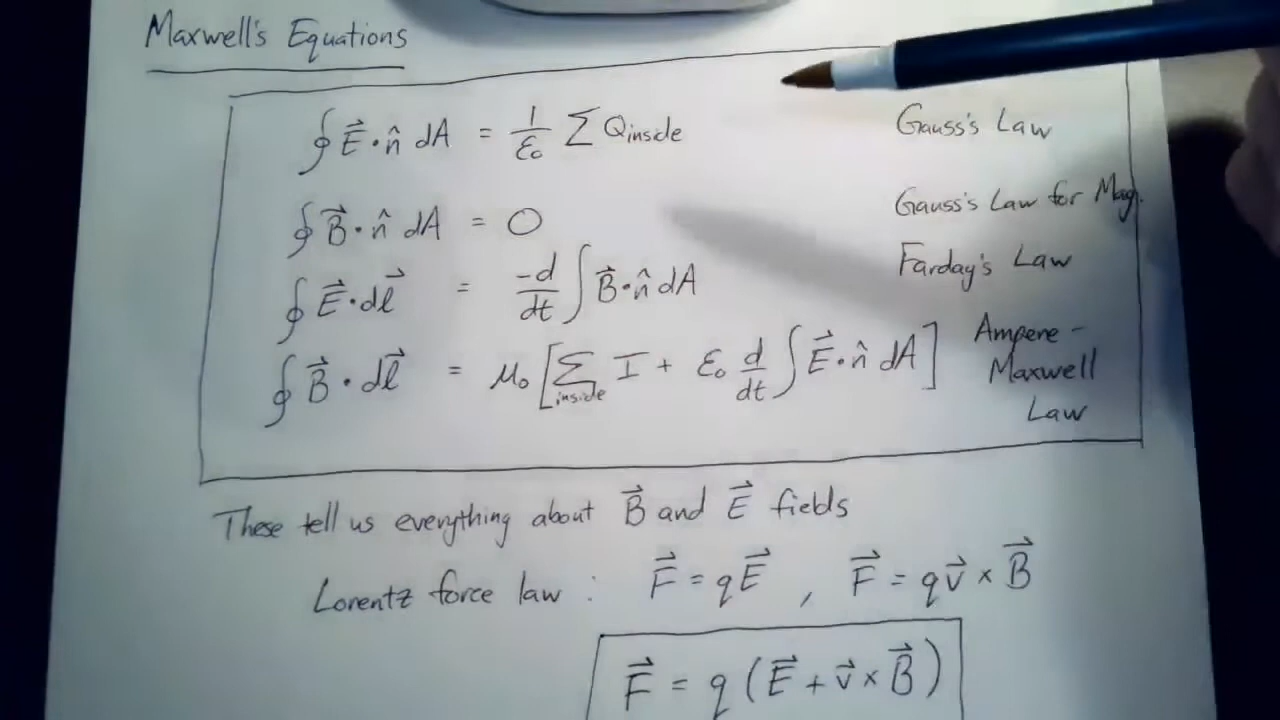 Maxwell's Equations
∮ E⃗ · n̂ dA = 1/ε₀ ∑ Qinside Gauss's Law
∮ B⃗ · n̂ dA = 0 Gauss's Law for Mag.
∮ E⃗ · dl⃗ = -d/dt ∫ B⃗ · n̂ dA Farday's Law
∮ B⃗ · dl⃗ = μ₀ [ ∑inside I + ε₀ d/dt ∫ E⃗ · n̂ dA ] Ampere-
Maxwell
Law
These tell us everything about B⃗ and E⃗ fields
Lorentz force law : F⃗ = qE⃗ , F⃗ = qv⃗ × B⃗
F⃗ = q (E⃗ + v⃗ × B⃗)